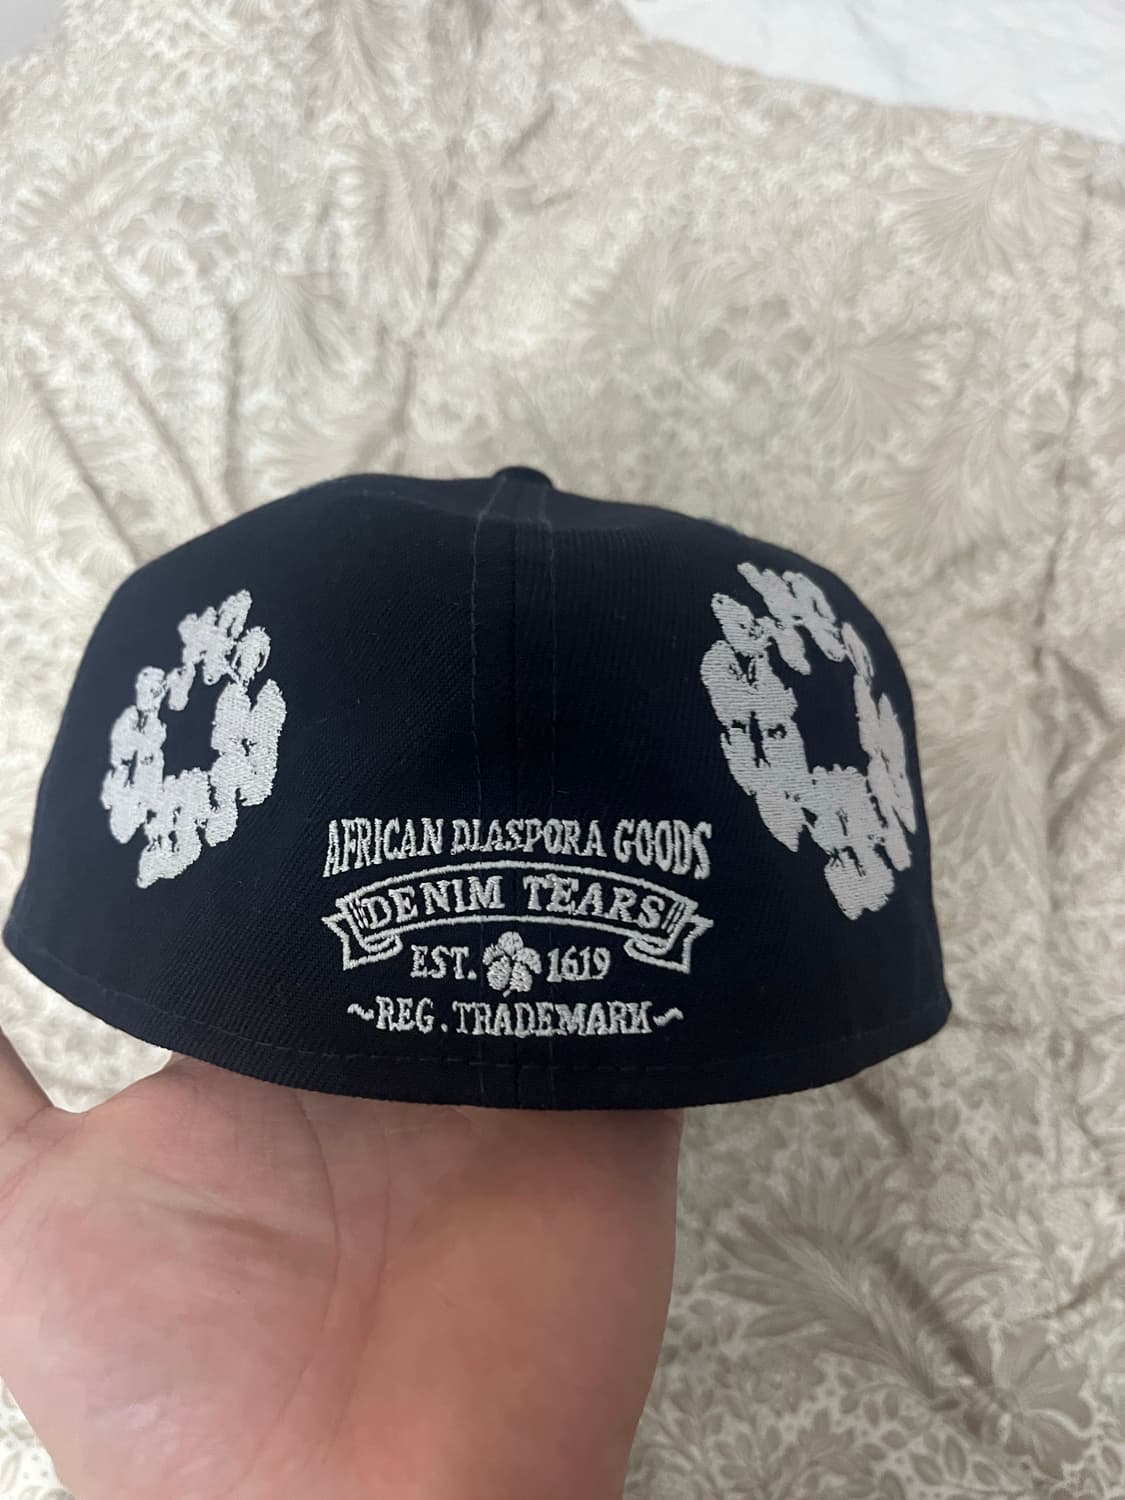 AFRICAN DIASPORA GOODS
DENIM TEARS
EST. 1619
~REG. TRADEMARK~